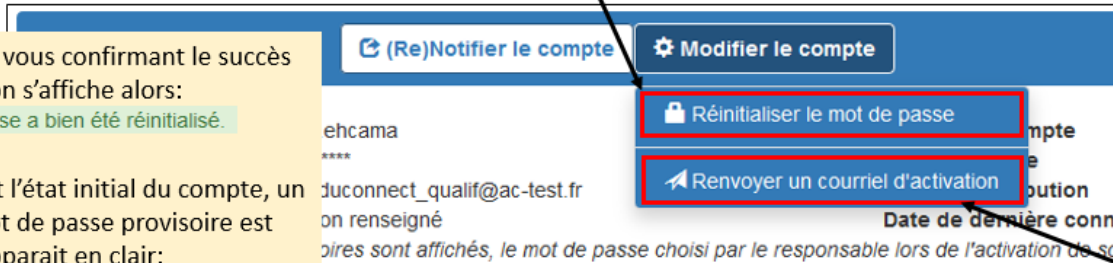 (Re)Notifier le compte
Modifier le compte
vous confirmant le succès
on s'affiche alors:
se a bien été réinitialisé.
t l'état initial du compte, un
ot de passe provisoire est
parait en clair:
Réinitialiser le mot de passe
Renvoyer un courriel d'activation
ehcama
****
duconnect_qualif@ac-test.fr
on renseigné
mpte
e
bution
Date de dernière conn
oires sont affichés, le mot de passe choisi par le responsable lors de l'activation de so